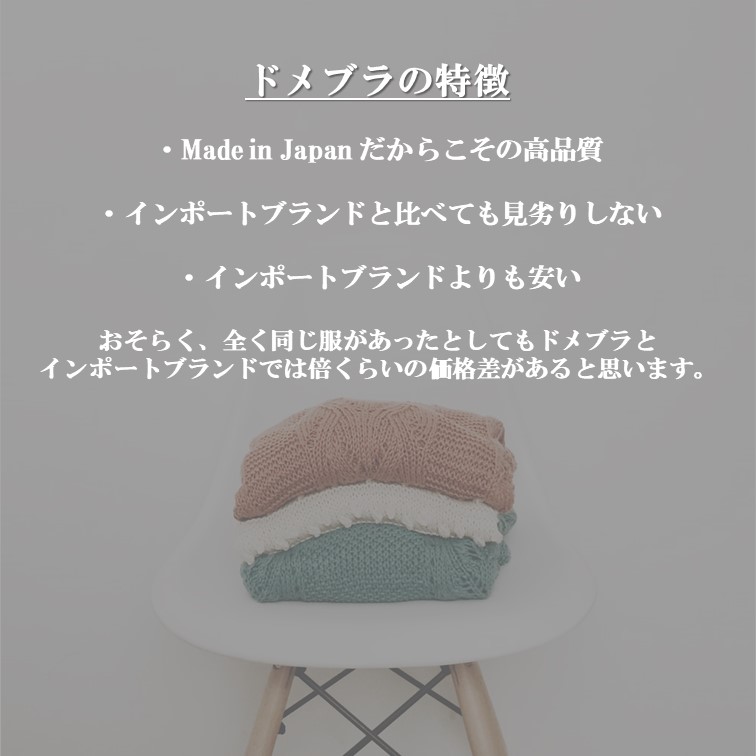 ドメブラの特徴
・Made in Japanだからこその高品質
・インポートブランドと比べても見劣りしない
・インポートブランドよりも安い
おそらく、全く同じ服があったとしてもドメブラと
インポートブランドでは倍くらいの価格差があると思います。